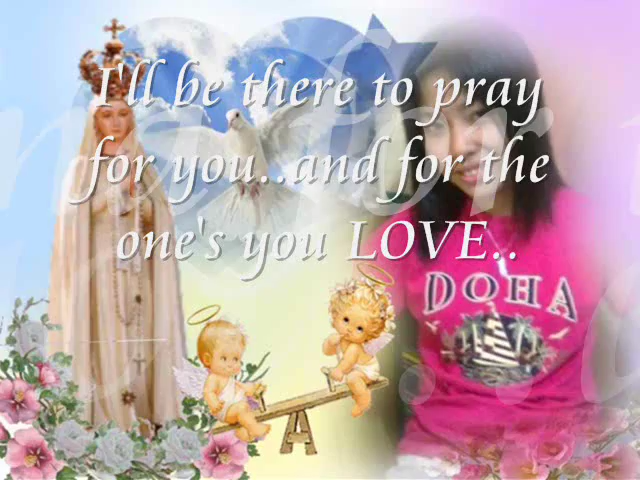 I'll be there to pray
for you..and for the
one's you LOVE..
DOHA